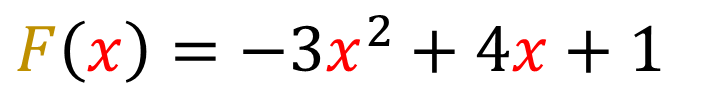 F(x) = −3x² + 4x + 1